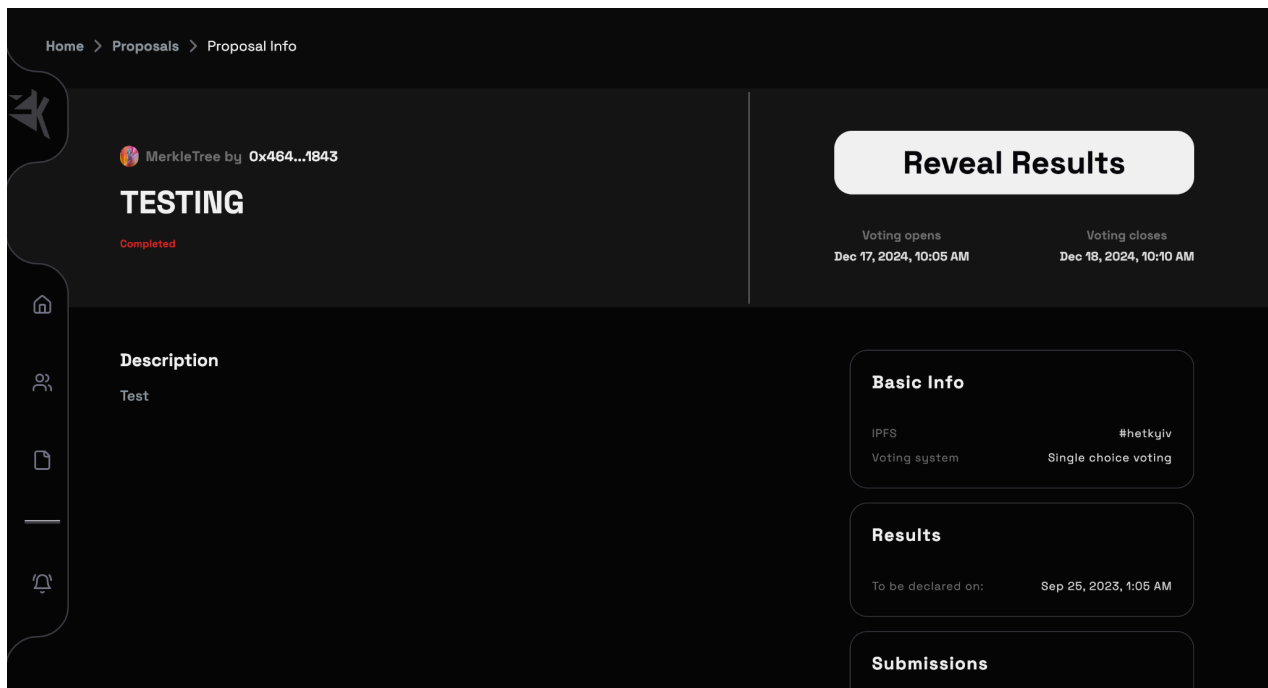 Home > Proposals > Proposal Info
MerkleTree by 0x464...1843
TESTING
Completed
Reveal Results
Voting opens
Dec 17, 2024, 10:05 AM
Voting closes
Dec 18, 2024, 10:10 AM
Description
Test
Basic Info
IPFS #hetkyiv
Voting system Single choice voting
Results
To be declared on: Sep 25, 2023, 1:05 AM
Submissions